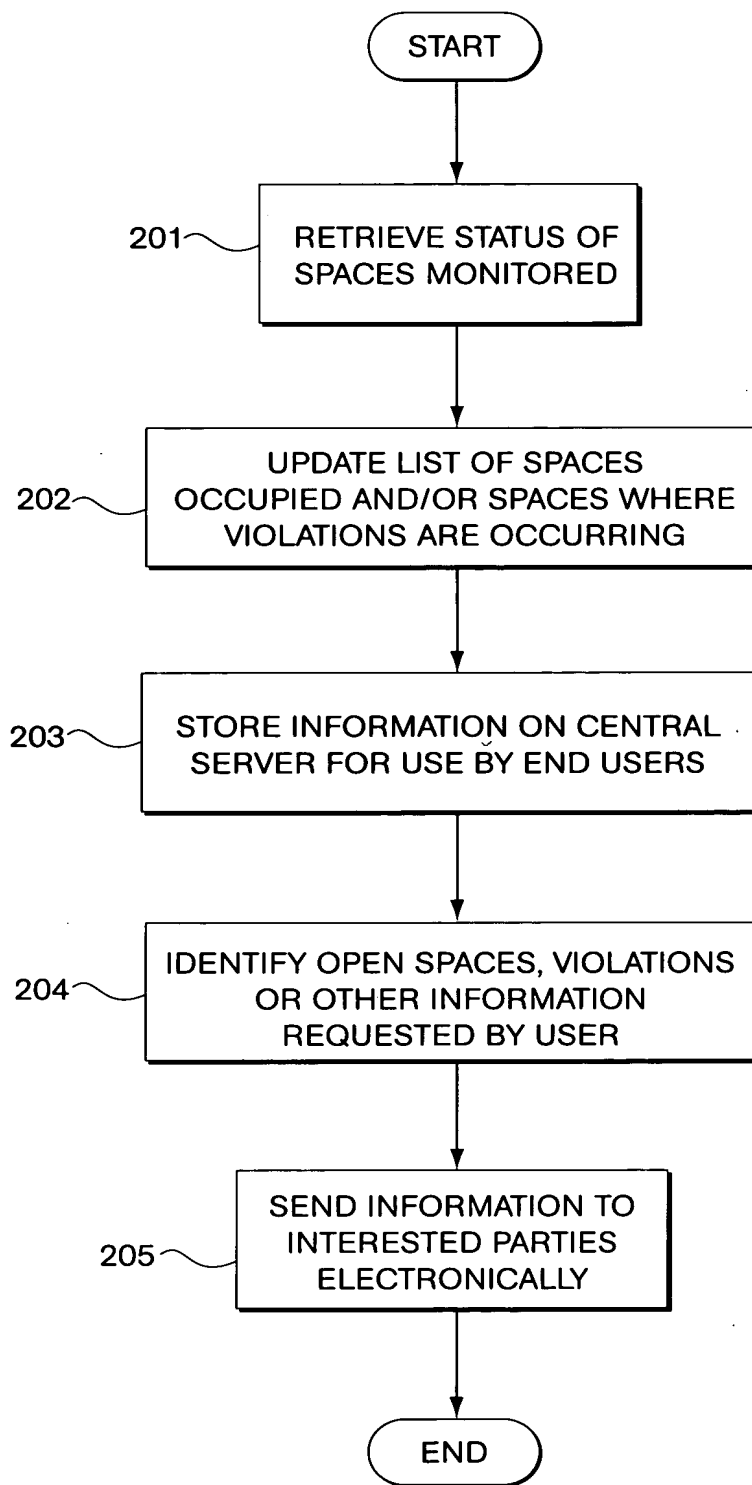 START
201
RETRIEVE STATUS OF
SPACES MONITORED
202
UPDATE LIST OF SPACES
OCCUPIED AND/OR SPACES WHERE
VIOLATIONS ARE OCCURRING
203
STORE INFORMATION ON CENTRAL
SERVER FOR USE BY END USERS
204
IDENTIFY OPEN SPACES, VIOLATIONS
OR OTHER INFORMATION
REQUESTED BY USER
205
SEND INFORMATION TO
INTERESTED PARTIES
ELECTRONICALLY
END